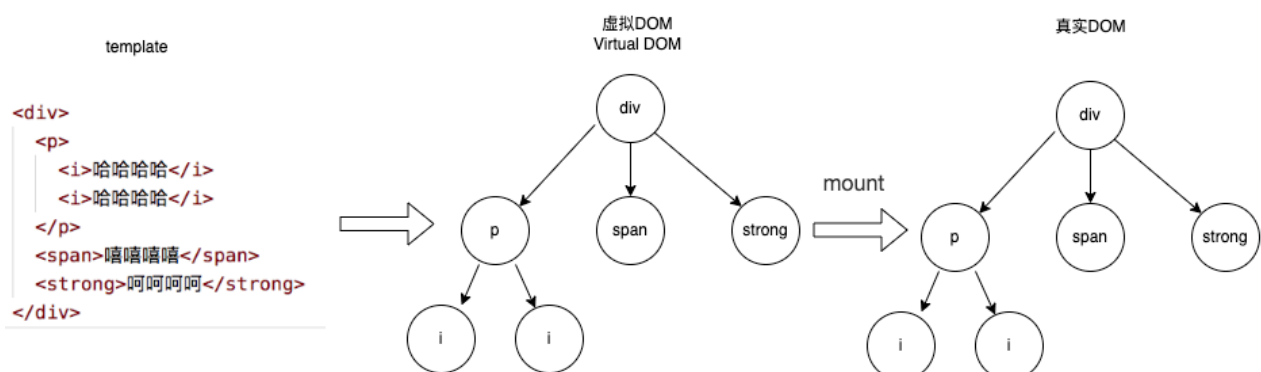 template
<div>
<p>
<i>哈哈哈哈</i>
<i>哈哈哈哈</i>
</p>
<span>嘻嘻嘻嘻</span>
<strong>呵呵呵呵</strong>
</div>
虚拟DOM
Virtual DOM
div
p
span
strong
i
i
mount
真实DOM
div
p
span
strong
i
i